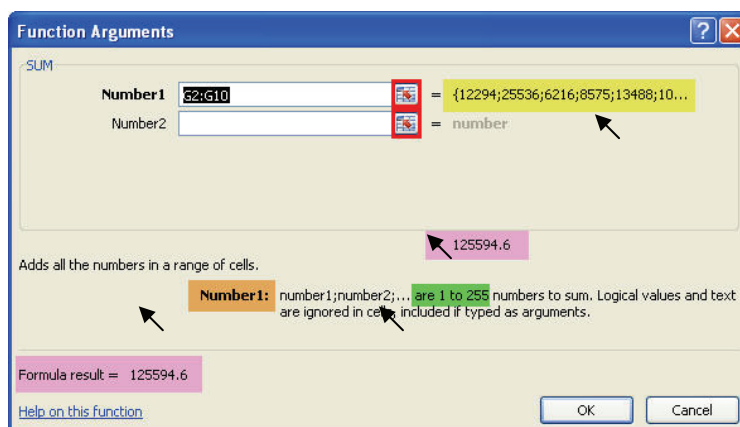 Function Arguments
SUM
Number1 G2:G10 = {12294;25536;6216;8575;13488;10...
Number2 = number
125594.6
Adds all the numbers in a range of cells.
Number1: number1;number2;... are 1 to 255 numbers to sum. Logical values and text
are ignored in cells, included if typed as arguments.
Formula result = 125594.6
Help on this function
OK Cancel